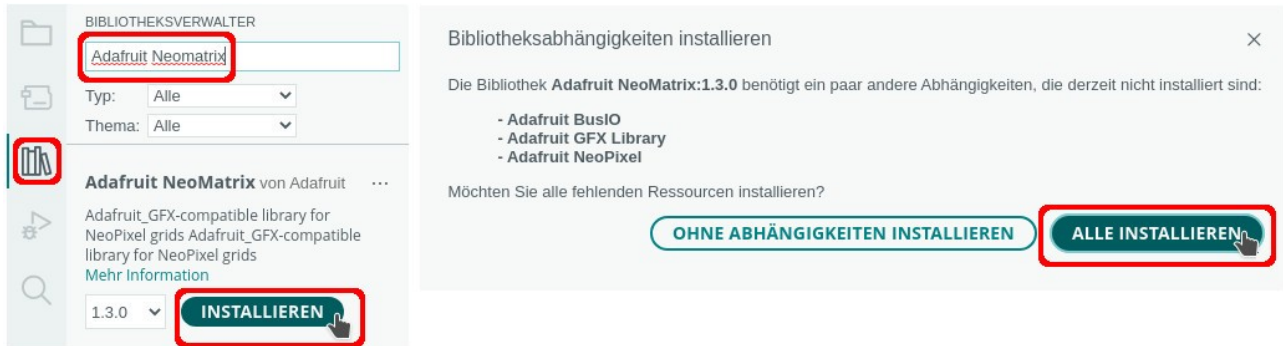 BIBLIOTHEKSVERWALTER
Adafruit Neomatrix
Typ: Alle
Thema: Alle
Adafruit NeoMatrix von Adafruit ...
Adafruit_GFX-compatible library for
NeoPixel grids Adafruit_GFX-compatible
library for NeoPixel grids
Mehr Information
1.3.0 INSTALLIEREN
Bibliotheksabhängigkeiten installieren
Die Bibliothek Adafruit NeoMatrix:1.3.0 benötigt ein paar andere Abhängigkeiten, die derzeit nicht installiert sind:
- Adafruit BusIO
- Adafruit GFX Library
- Adafruit NeoPixel
Möchten Sie alle fehlenden Ressourcen installieren?
OHNE ABHÄNGIGKEITEN INSTALLIEREN ALLE INSTALLIEREN